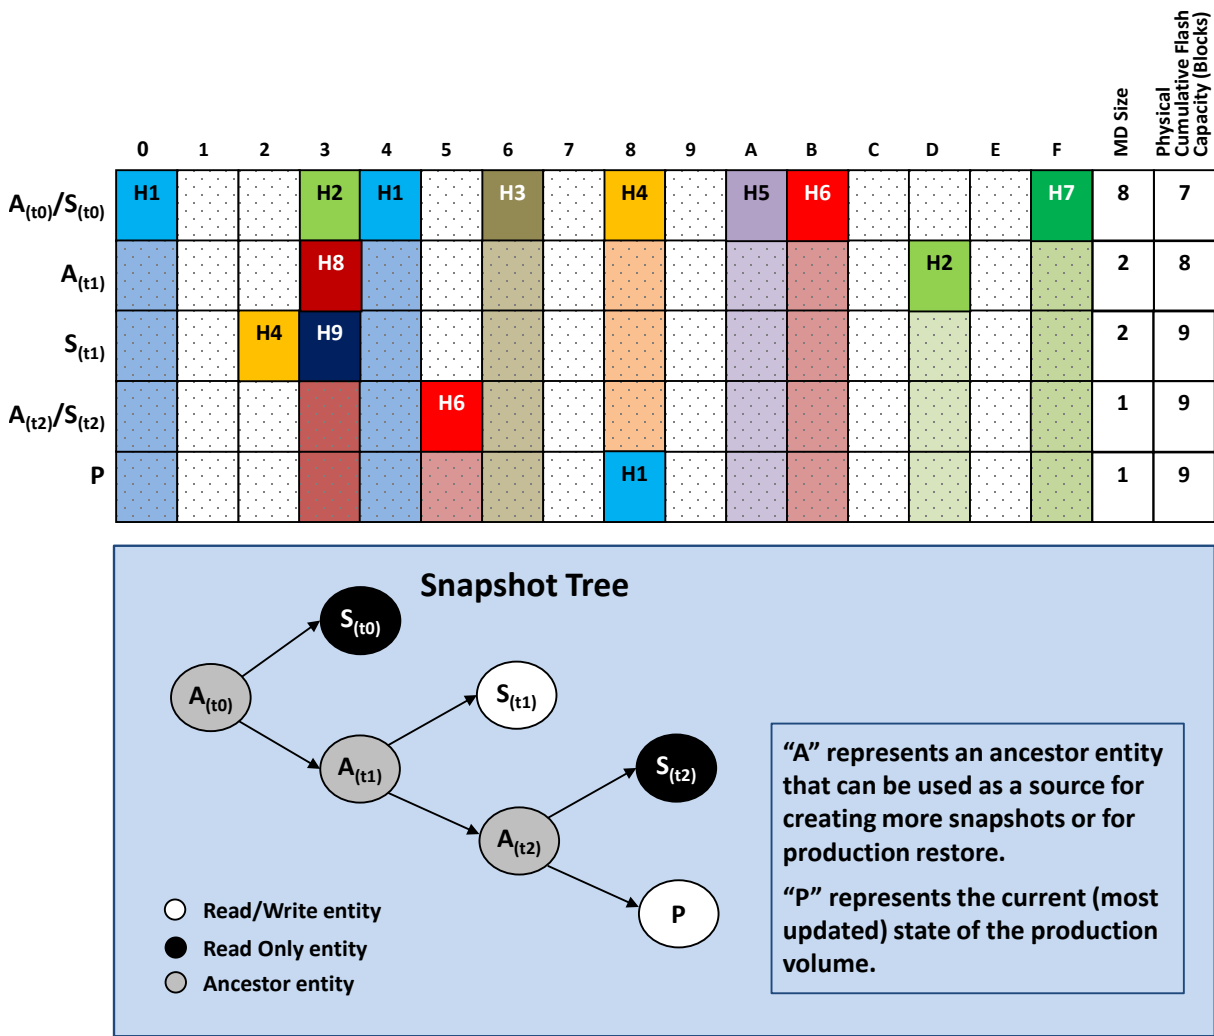 MD Size
Physical
Cumulative Flash
Capacity (Blocks)
0 1 2 3 4 5 6 7 8 9 A B C D E F
A(t0)/S(t0) H1 H2 H1 H3 H4 H5 H6 H7 8 7
A(t1) H8 H2 2 8
S(t1) H4 H9 2 9
A(t2)/S(t2) H6 1 9
P H1 1 9
Snapshot Tree
S(t0)
A(t0)
S(t1)
A(t1)
S(t2)
A(t2)
P
Read/Write entity
Read Only entity
Ancestor entity
“A” represents an ancestor entity
that can be used as a source for
creating more snapshots or for
production restore.
“P” represents the current (most
updated) state of the production
volume.